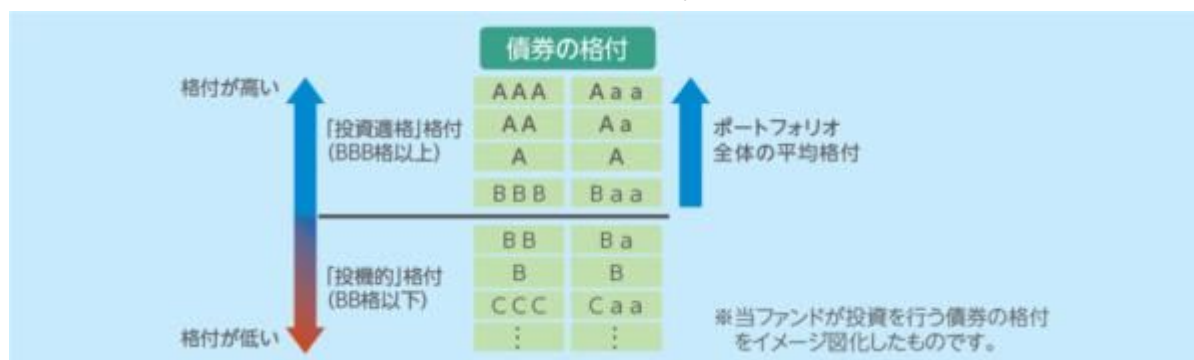 債券の格付
格付が高い
AAA Aaa
「投資適格」格付
(BBB格以上)
AA Aa
A A
BBB Baa
ポートフォリオ
全体の平均格付
BB Ba
「投機的」格付
(BB格以下)
B B
CCC Caa
⋮ ⋮
格付が低い
※当ファンドが投資を行う債券の格付
をイメージ図化したものです。